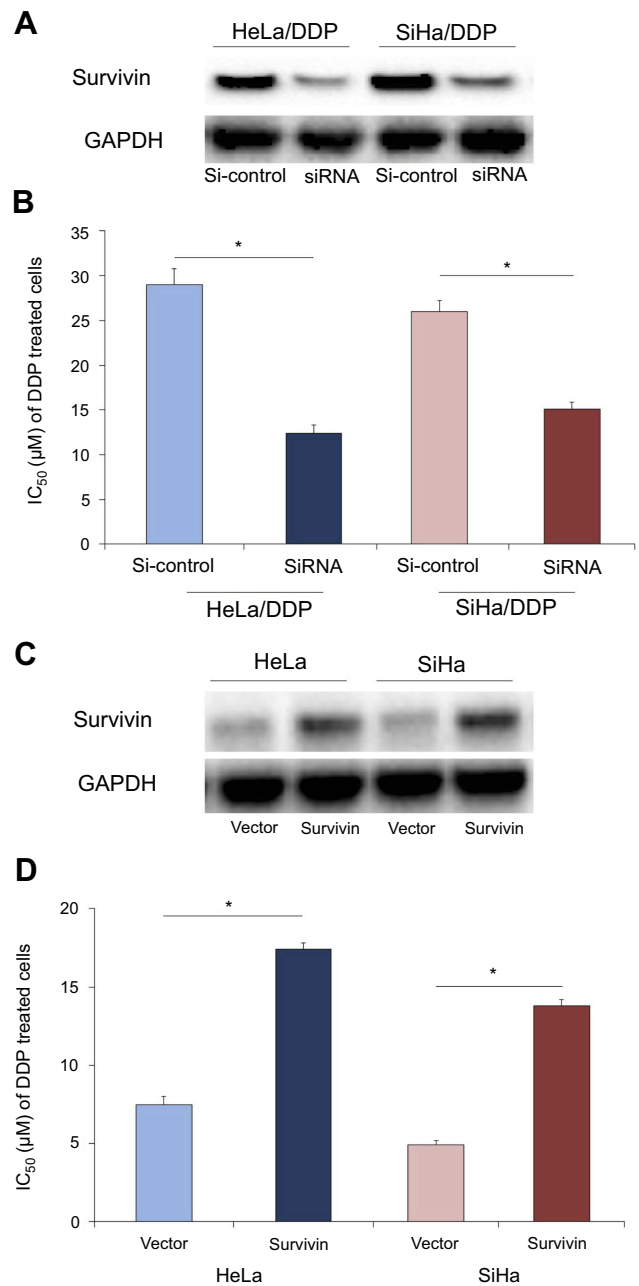 A
HeLa/DDP SiHa/DDP
Survivin
GAPDH
Si-control siRNA Si-control siRNA
B
IC50 (µM) of DDP treated cells
35
30
25
20
15
10
5
0
* *
Si-control SiRNA Si-control SiRNA
HeLa/DDP SiHa/DDP
C
HeLa SiHa
Survivin
GAPDH
Vector Survivin Vector Survivin
D
IC50 (µM) of DDP treated cells
20
15
10
5
0
* *
Vector Survivin Vector Survivin
HeLa SiHa